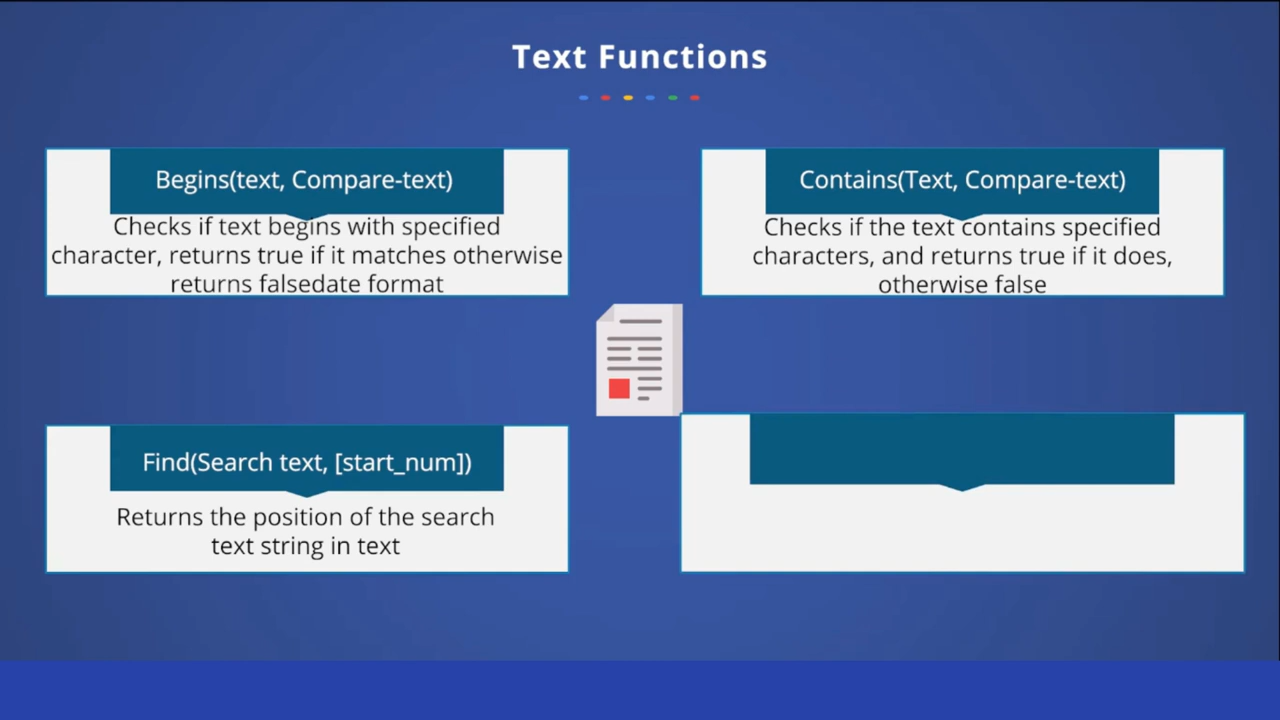 Text Functions
Begins(text, Compare-text)
Checks if text begins with specified
character, returns true if it matches otherwise
returns falsedate format
Contains(Text, Compare-text)
Checks if the text contains specified
characters, and returns true if it does,
otherwise false
Find(Search text, [start_num])
Returns the position of the search
text string in text